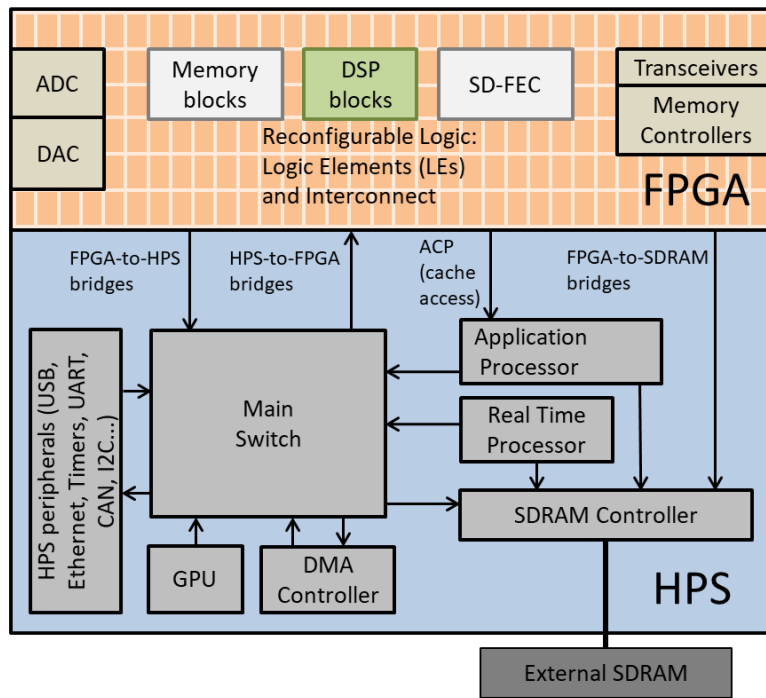 ADC
DAC
Memory
blocks
DSP
blocks
SD-FEC
Transceivers
Memory
Controllers
Reconfigurable Logic:
Logic Elements (LEs)
and Interconnect
FPGA
FPGA-to-HPS
bridges
HPS-to-FPGA
bridges
ACP
(cache
access)
FPGA-to-SDRAM
bridges
HPS peripherals (USB,
Ethernet, Timers, UART,
CAN, I2C...)
Main
Switch
Application
Processor
Real Time
Processor
SDRAM Controller
GPU
DMA
Controller
HPS
External SDRAM